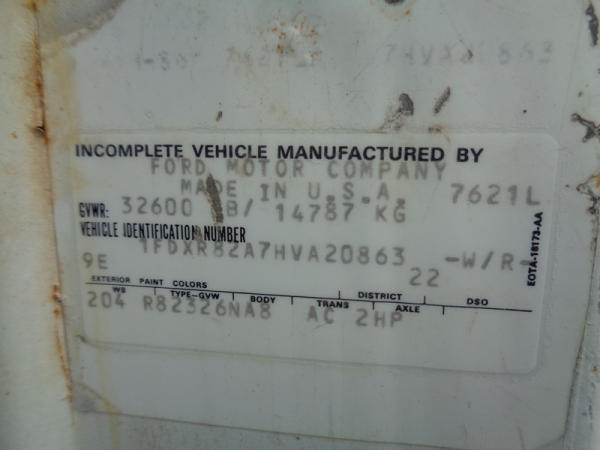 7HVA20863
INCOMPLETE VEHICLE MANUFACTURED BY
FORD MOTOR COMPANY
MADE IN U.S.A. 7621L
GVWR: 32600 LB/ 14787 KG
VEHICLE IDENTIFICATION NUMBER
1FDXR82A7HVA20863 -W/R-
9E 22
EXTERIOR PAINT COLORS DISTRICT DSO
WB TYPE-GVW BODY TRANS AXLE
204 R82326NA8 AC 2HP
EOTA-18173-AA